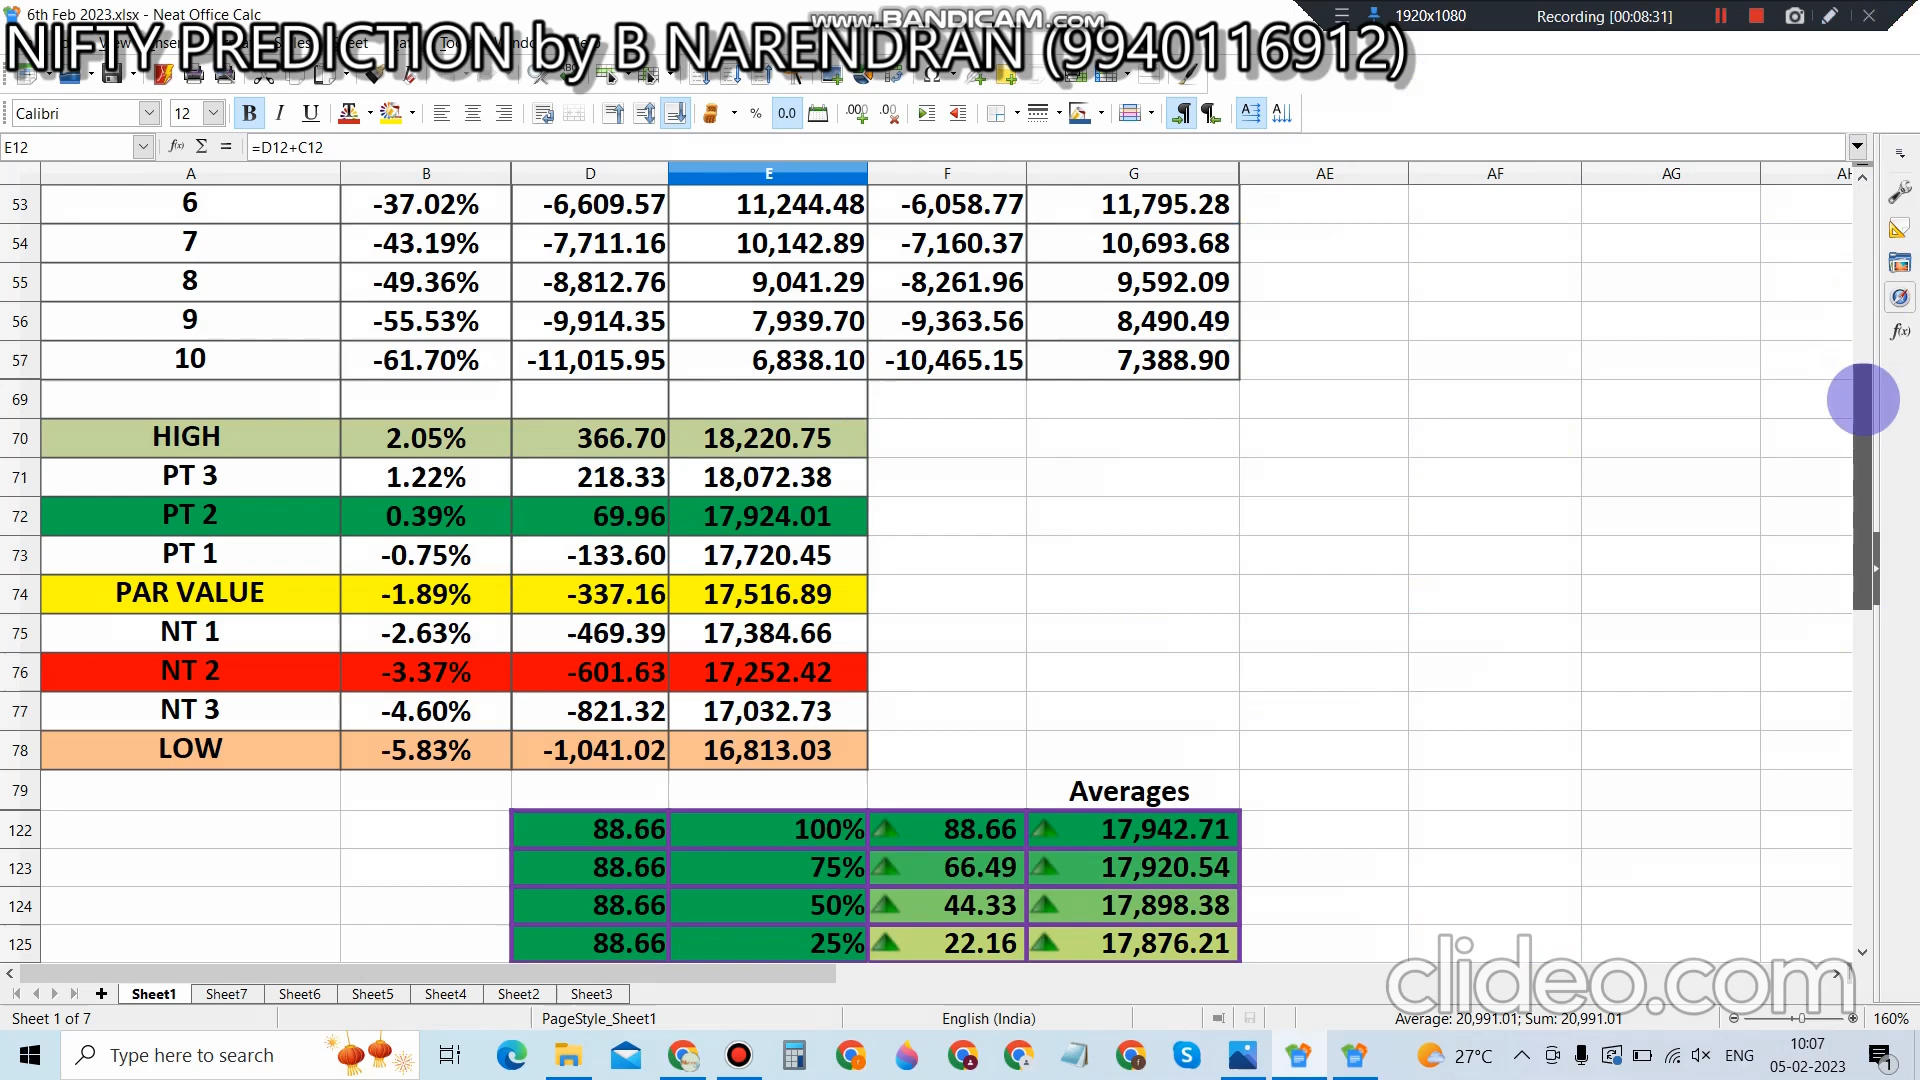 6th Feb 2023.xlsx - Neat Office Calc
www.BANDICAM.com
1920x1080
Recording [00:08:31]
NIFTY PREDICTION by B NARENDRAN (9940116912)
Calibri 12 B I U % 0.0
E12 =D12+C12
A B D E F G AE AF AG AH
53 6 -37.02% -6,609.57 11,244.48 -6,058.77 11,795.28
54 7 -43.19% -7,711.16 10,142.89 -7,160.37 10,693.68
55 8 -49.36% -8,812.76 9,041.29 -8,261.96 9,592.09
56 9 -55.53% -9,914.35 7,939.70 -9,363.56 8,490.49
57 10 -61.70% -11,015.95 6,838.10 -10,465.15 7,388.90
69
70 HIGH 2.05% 366.70 18,220.75
71 PT 3 1.22% 218.33 18,072.38
72 PT 2 0.39% 69.96 17,924.01
73 PT 1 -0.75% -133.60 17,720.45
74 PAR VALUE -1.89% -337.16 17,516.89
75 NT 1 -2.63% -469.39 17,384.66
76 NT 2 -3.37% -601.63 17,252.42
77 NT 3 -4.60% -821.32 17,032.73
78 LOW -5.83% -1,041.02 16,813.03
79 Averages
122 88.66 100% 88.66 17,942.71
123 88.66 75% 66.49 17,920.54
124 88.66 50% 44.33 17,898.38
125 88.66 25% 22.16 17,876.21
clideo.com
Sheet1 Sheet7 Sheet6 Sheet5 Sheet4 Sheet2 Sheet3
Sheet 1 of 7 PageStyle_Sheet1 English (India) Average: 20,991.01; Sum: 20,991.01 160%
Type here to search
27°C
ENG
10:07
05-02-2023
1